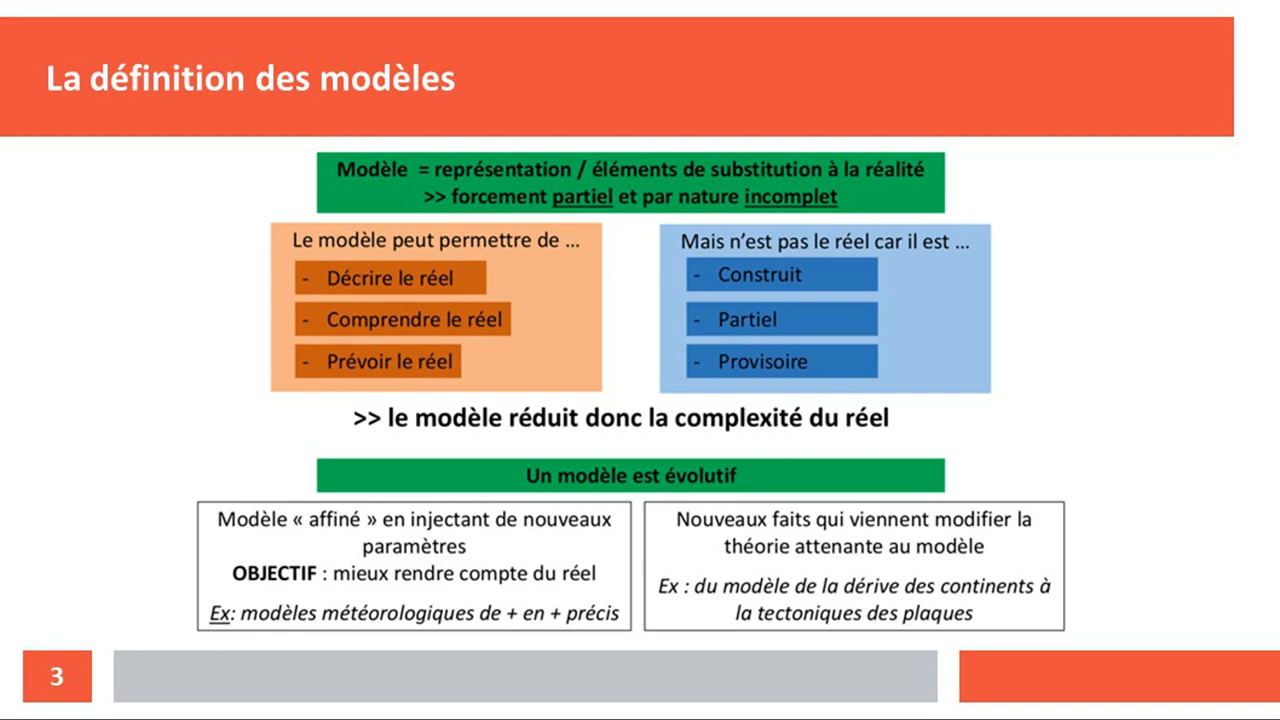 La définition des modèles
Modèle = représentation / éléments de substitution à la réalité
>> forcement partiel et par nature incomplet
Le modèle peut permettre de ...
- Décrire le réel
- Comprendre le réel
- Prévoir le réel
Mais n'est pas le réel car il est ...
- Construit
- Partiel
- Provisoire
>> le modèle réduit donc la complexité du réel
Un modèle est évolutif
Modèle « affiné » en injectant de nouveaux
paramètres
OBJECTIF : mieux rendre compte du réel
Ex: modèles météorologiques de + en + précis
Nouveaux faits qui viennent modifier la
théorie attenante au modèle
Ex : du modèle de la dérive des continents à
la tectoniques des plaques
3